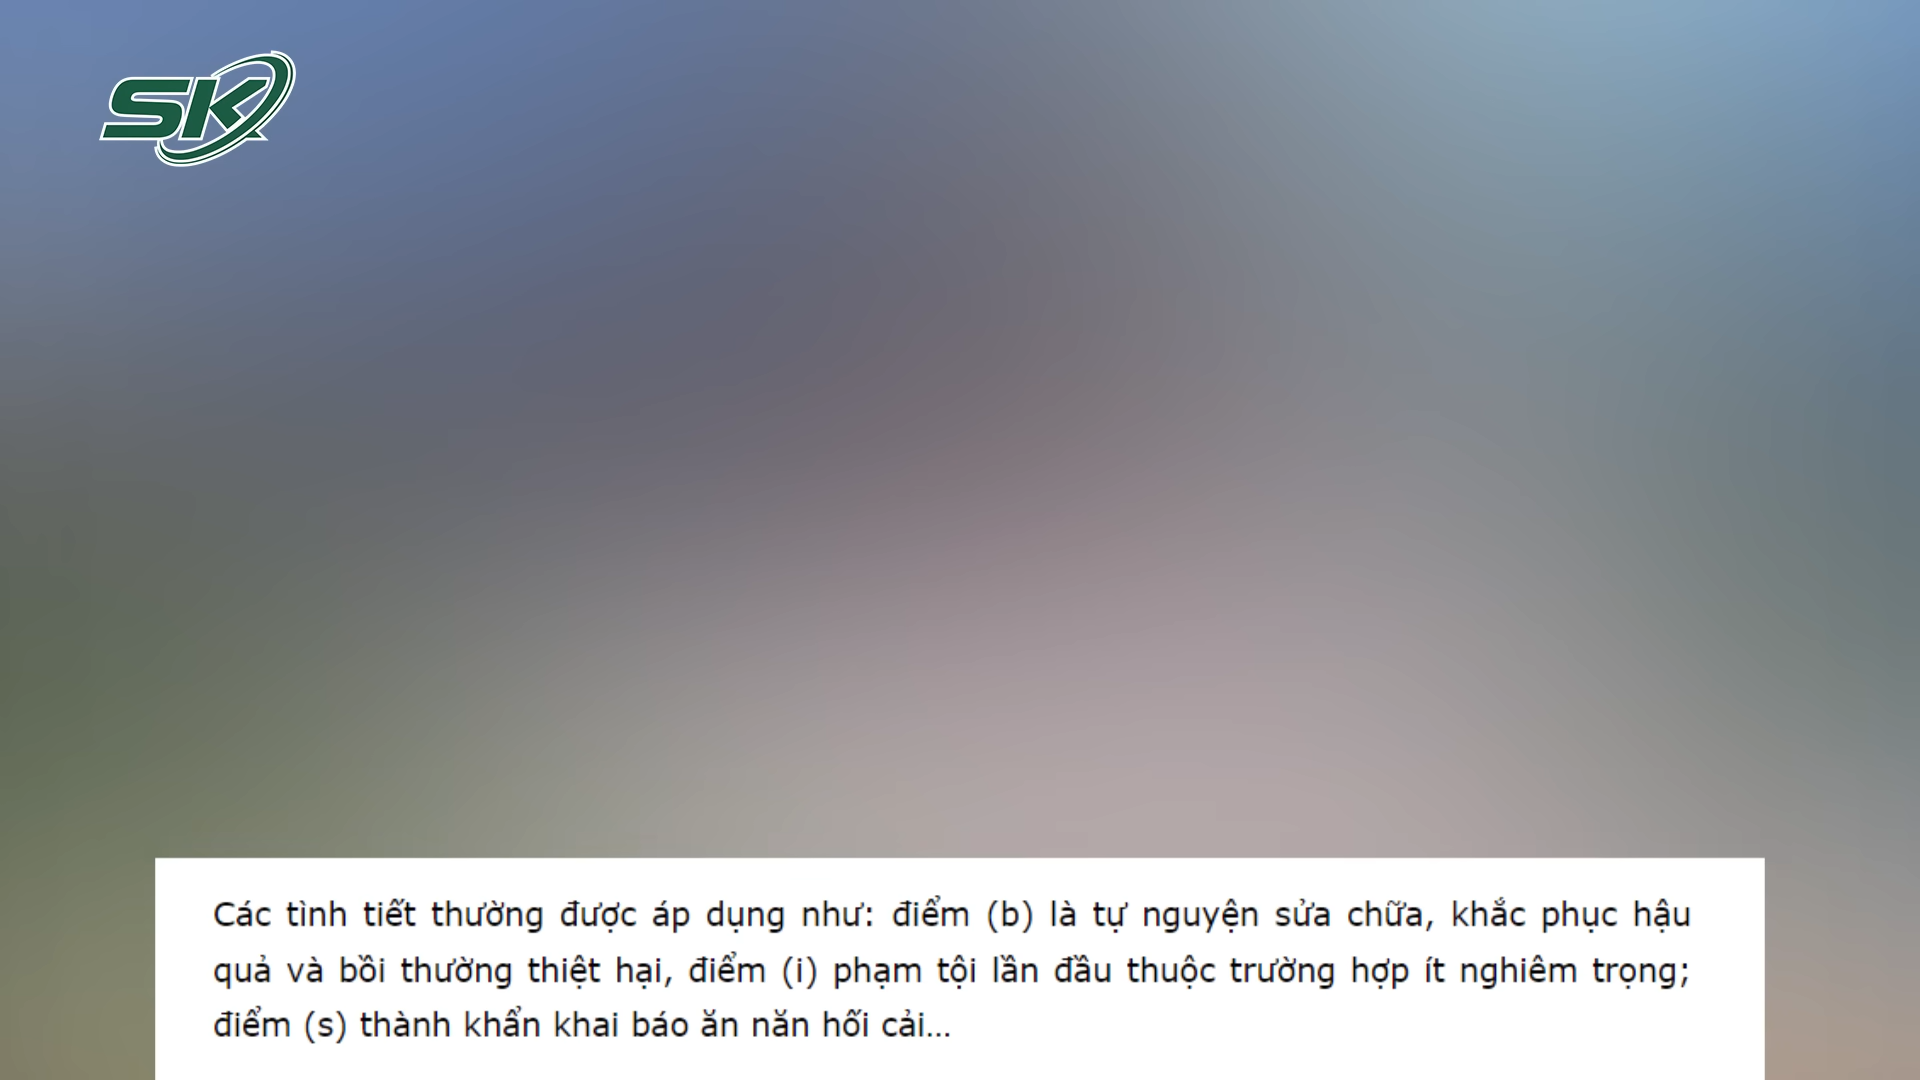 SK
Các tình tiết thường được áp dụng như: điểm (b) là tự nguyện sửa chữa, khắc phục hậu
quả và bồi thường thiệt hại, điểm (i) phạm tội lần đầu thuộc trường hợp ít nghiêm trọng;
điểm (s) thành khẩn khai báo ăn năn hối cải...